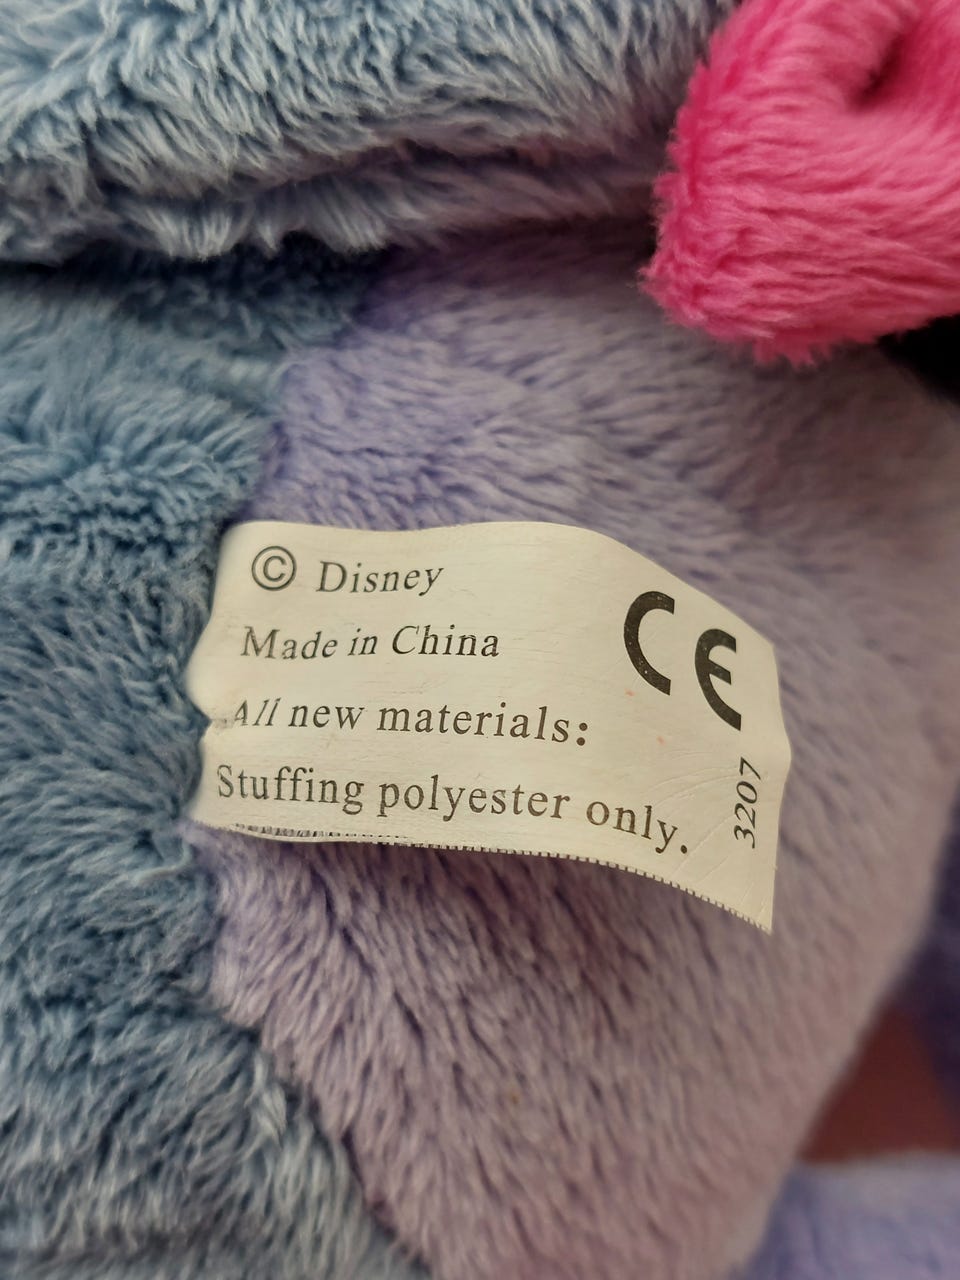 © Disney
Made in China
All new materials:
Stuffing polyester only.
CE
3207